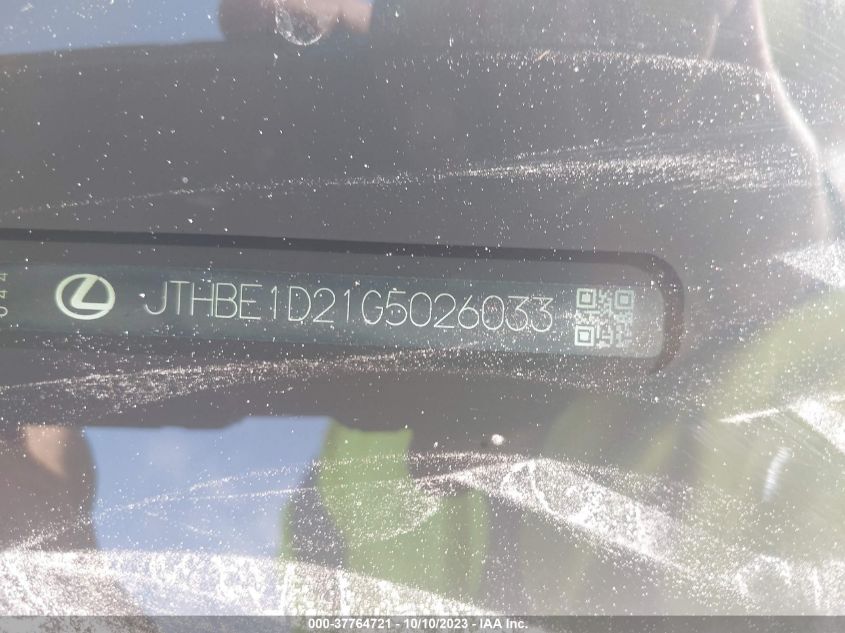 JTHBE1D21G5026033
000-37764721 - 10/10/2023 - IAA Inc.